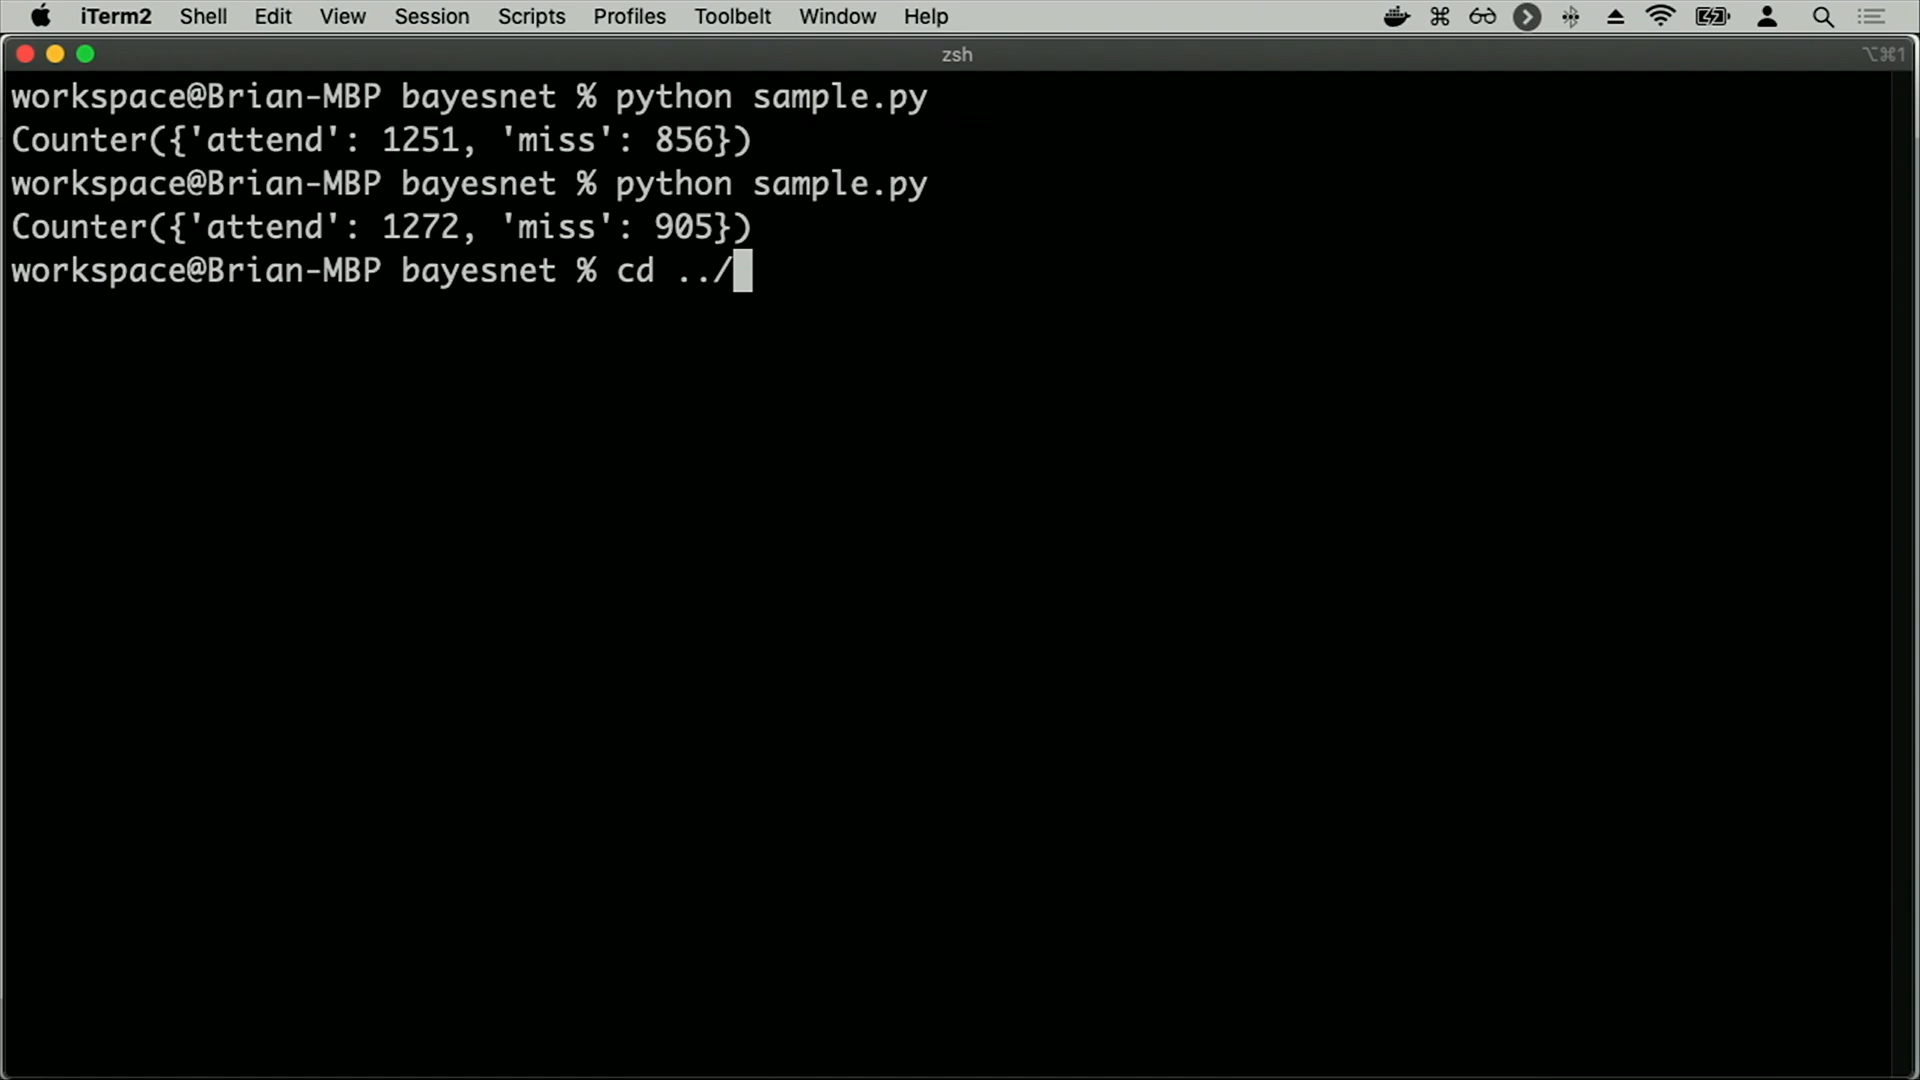 iTerm2 Shell Edit View Session Scripts Profiles Toolbelt Window Help
zsh ⌥⌘1
workspace@Brian-MBP bayesnet % python sample.py
Counter({'attend': 1251, 'miss': 856})
workspace@Brian-MBP bayesnet % python sample.py
Counter({'attend': 1272, 'miss': 905})
workspace@Brian-MBP bayesnet % cd ../